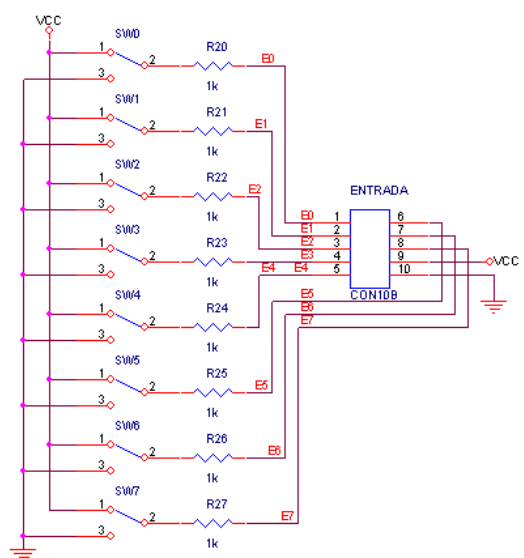 VCC
SW0
1
2
3
R20
1k
E0
SW1
1
2
3
R21
1k
E1
SW2
1
2
3
R22
1k
E2
SW3
1
2
3
R23
1k
SW4
1
2
3
R24
1k
E4
SW5
1
2
3
R25
1k
E5
SW6
1
2
3
R26
1k
E6
SW7
1
2
3
R27
1k
E7
ENTRADA
E0 1 6
E1 2 7
E2 3 8
E3 4 9 VCC
E4 5 10
CON10B
E5
E6
E7